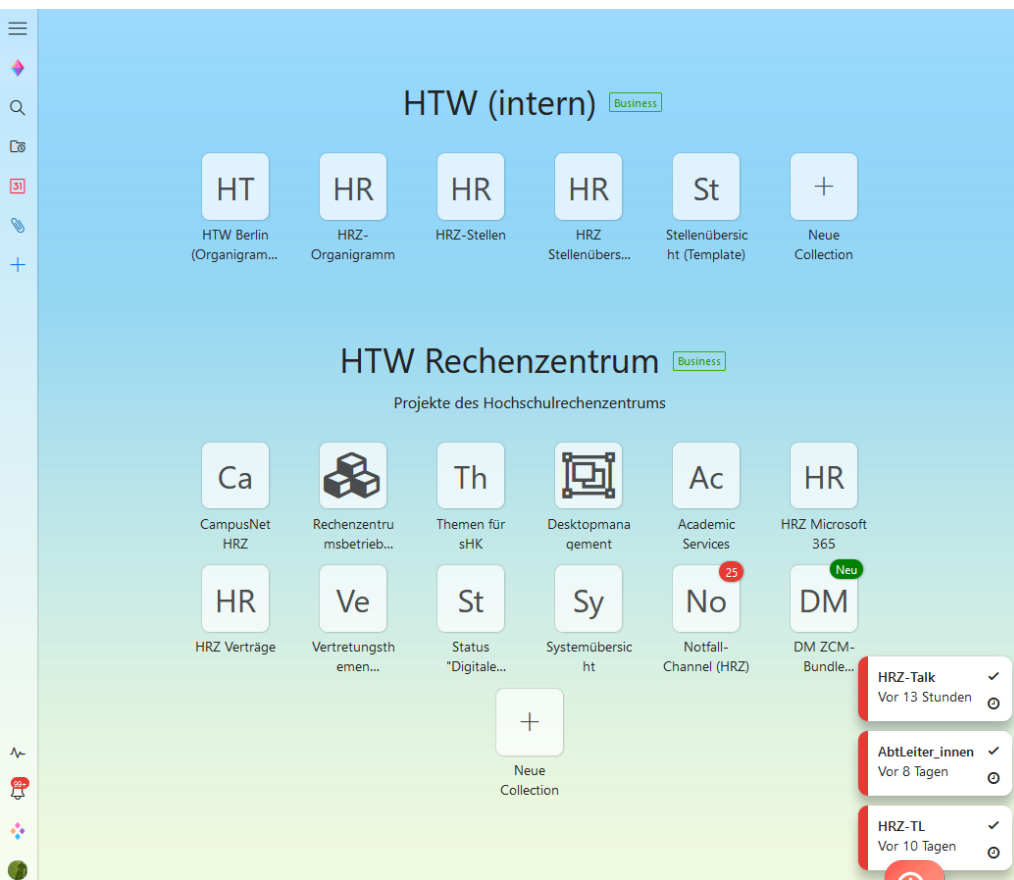 HTW (intern) Business
31
HT HR HR HR St
HTW Berlin HRZ- HRZ-Stellen HRZ Stellenübersic Neue
(Organigram... Organigramm Stellenübers... ht (Template) Collection
HTW Rechenzentrum Business
Projekte des Hochschulrechenzentrums
Ca Th Ac HR
CampusNet Rechenzentru Themen für Desktopmana Academic HRZ Microsoft
HRZ msbetrieb... sHK gement Services 365
25 Neu
HR Ve St Sy No DM
HRZ Verträge Vertretungsth Status Systemübersic Notfall- DM ZCM-
emen... "Digitale... ht Channel (HRZ) Bundle...
HRZ-Talk
Vor 13 Stunden
AbtLeiter_innen
Vor 8 Tagen
Neue
Collection
99+
HRZ-TL
Vor 10 Tagen